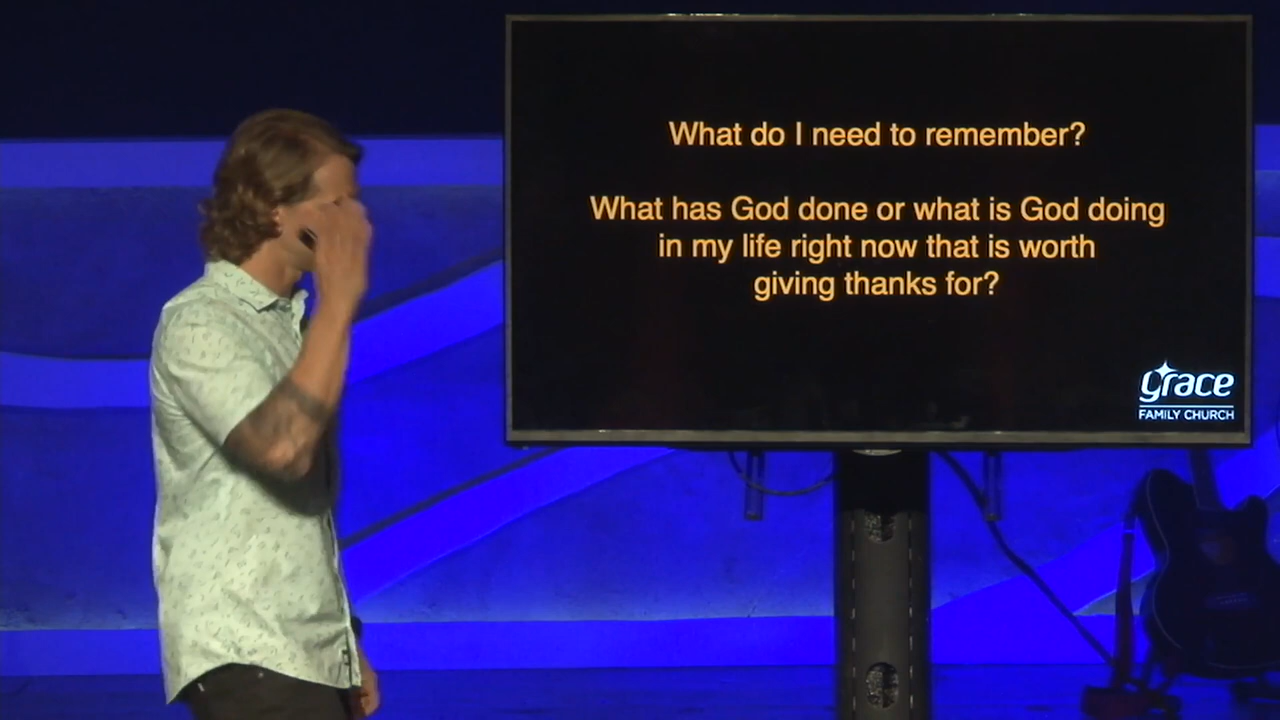 What do I need to remember?
What has God done or what is God doing
in my life right now that is worth
giving thanks for?
grace
FAMILY CHURCH